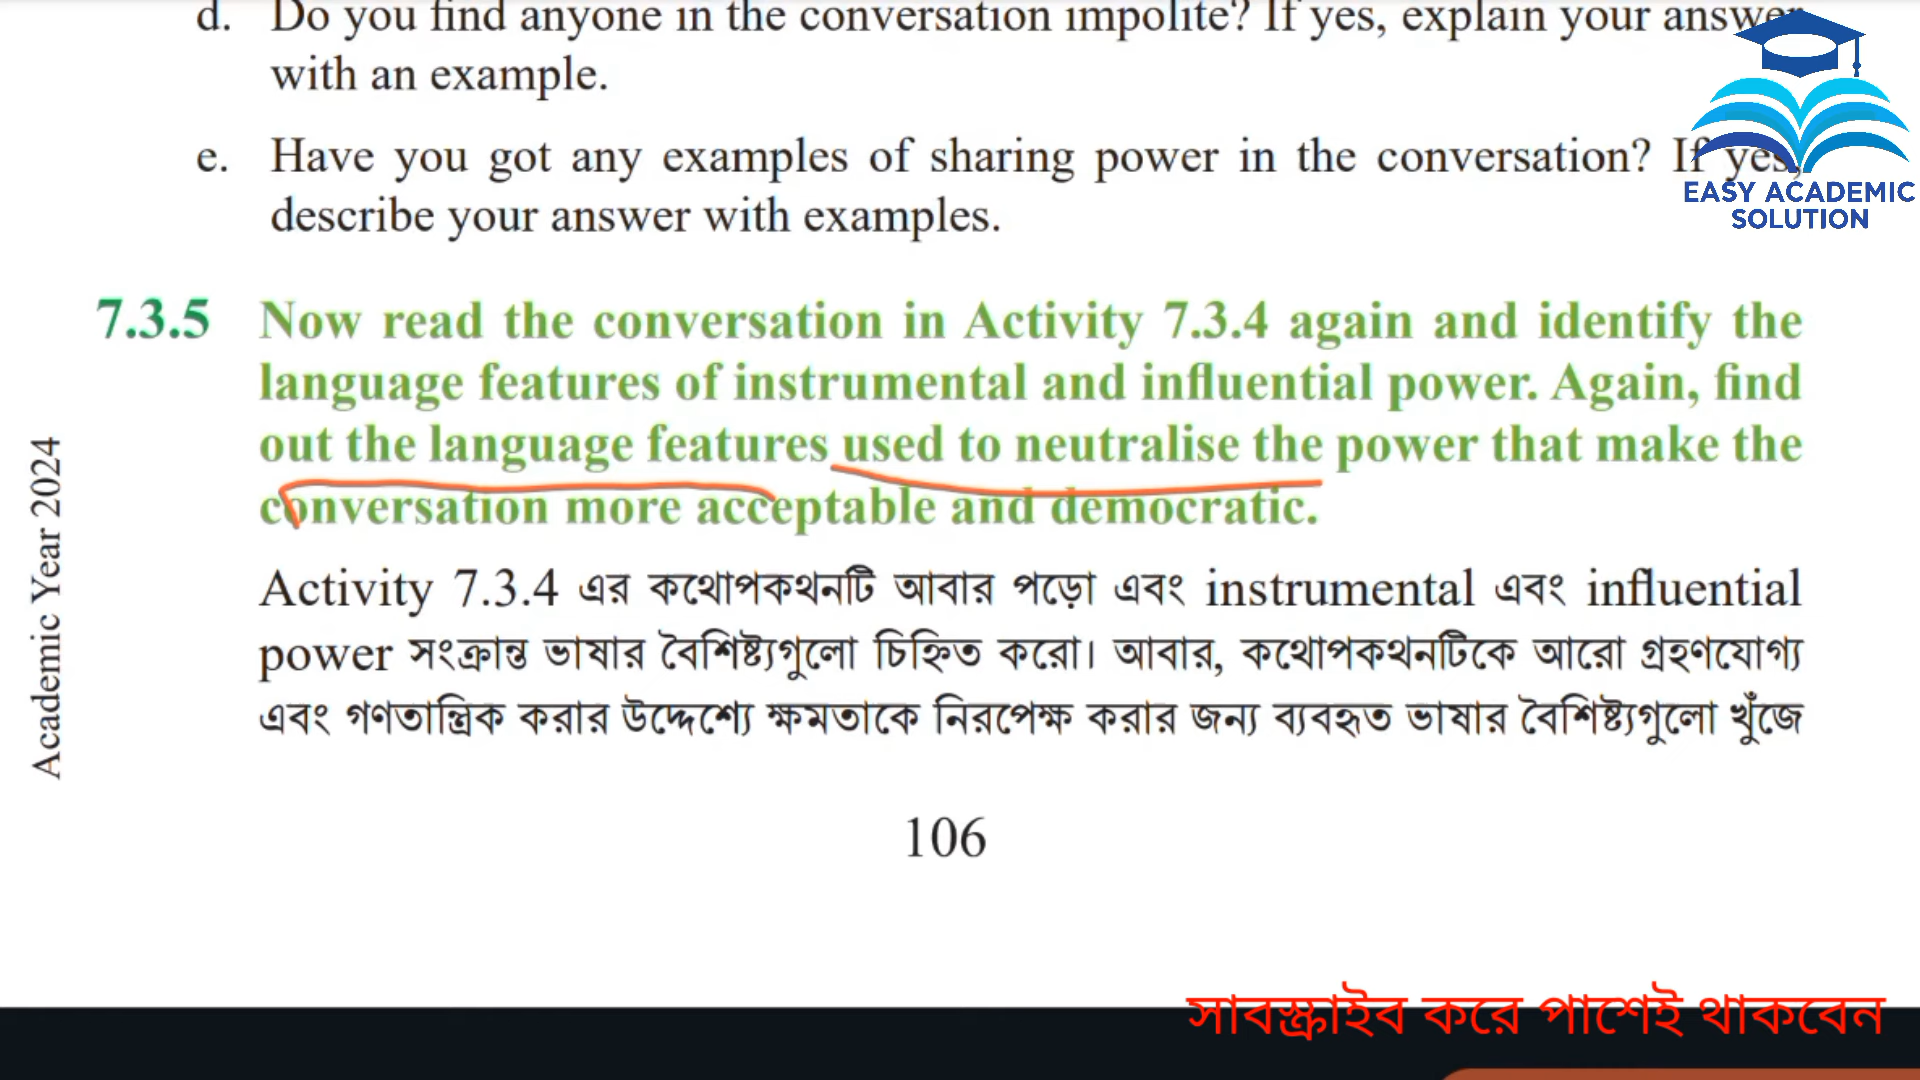 d. Do you find anyone in the conversation impolite? If yes, explain your answer
with an example.
e. Have you got any examples of sharing power in the conversation? If yes,
describe your answer with examples.
EASY ACADEMIC
SOLUTION
7.3.5 Now read the conversation in Activity 7.3.4 again and identify the
language features of instrumental and influential power. Again, find
out the language features used to neutralise the power that make the
conversation more acceptable and democratic.
Activity 7.3.4 এর কথোপকথনটি আবার পড়ো এবং instrumental এবং influential
power সংক্রান্ত ভাষার বৈশিষ্ট্যগুলো চিহ্নিত করো। আবার, কথোপকথনটিকে আরো গ্রহণযোগ্য
এবং গণতান্ত্রিক করার উদ্দেশ্যে ক্ষমতাকে নিরপেক্ষ করার জন্য ব্যবহৃত ভাষার বৈশিষ্ট্যগুলো খুঁজে
Academic Year 2024
106
সাবস্ক্রাইব করে পাশেই থাকবেন